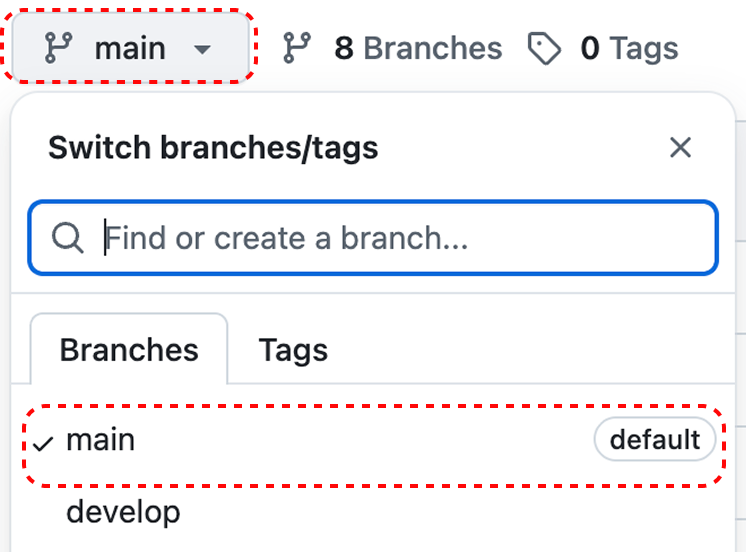 main 8 Branches 0 Tags
Switch branches/tags
Find or create a branch...
Branches Tags
main default
develop